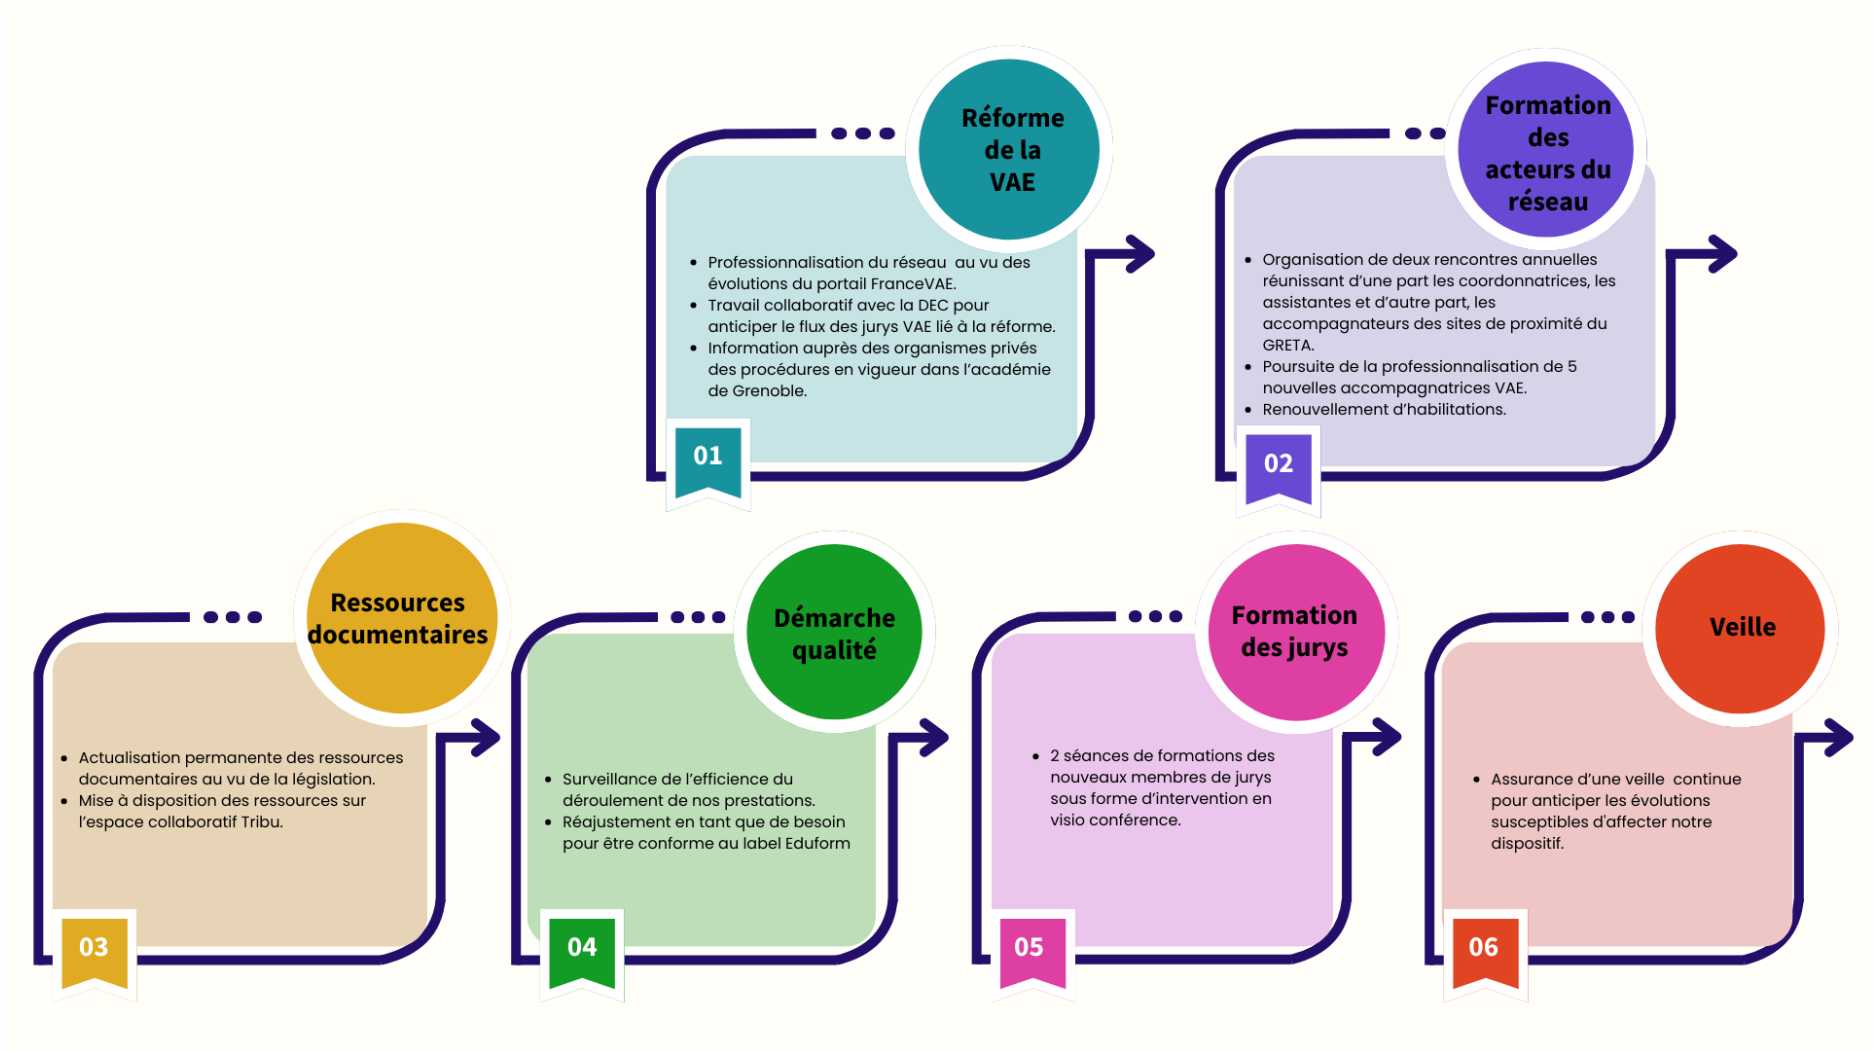 Réforme
de la
VAE
• Professionnalisation du réseau  au vu des
évolutions du portail FranceVAE.
• Travail collaboratif avec la DEC pour
anticiper le flux des jurys VAE lié à la réforme.
• Information auprès des organismes privés
des procédures en vigueur dans l’académie
de Grenoble.
01
Formation
des
acteurs du
réseau
• Organisation de deux rencontres annuelles
réunissant d’une part les coordonnatrices, les
assistantes et d’autre part, les
accompagnateurs des sites de proximité du
GRETA.
• Poursuite de la professionnalisation de 5
nouvelles accompagnatrices VAE.
• Renouvellement d’habilitations.
02
Ressources
documentaires
• Actualisation permanente des ressources
documentaires au vu de la législation.
• Mise à disposition des ressources sur
l’espace collaboratif Tribu.
03
Démarche
qualité
• Surveillance de l’efficience du
déroulement de nos prestations.
• Réajustement en tant que de besoin
pour être conforme au label Eduform
04
Formation
des jurys
• 2 séances de formations des
nouveaux membres de jurys
sous forme d’intervention en
visio conférence.
05
Veille
• Assurance d’une veille  continue
pour anticiper les évolutions
susceptibles d'affecter notre
dispositif.
06